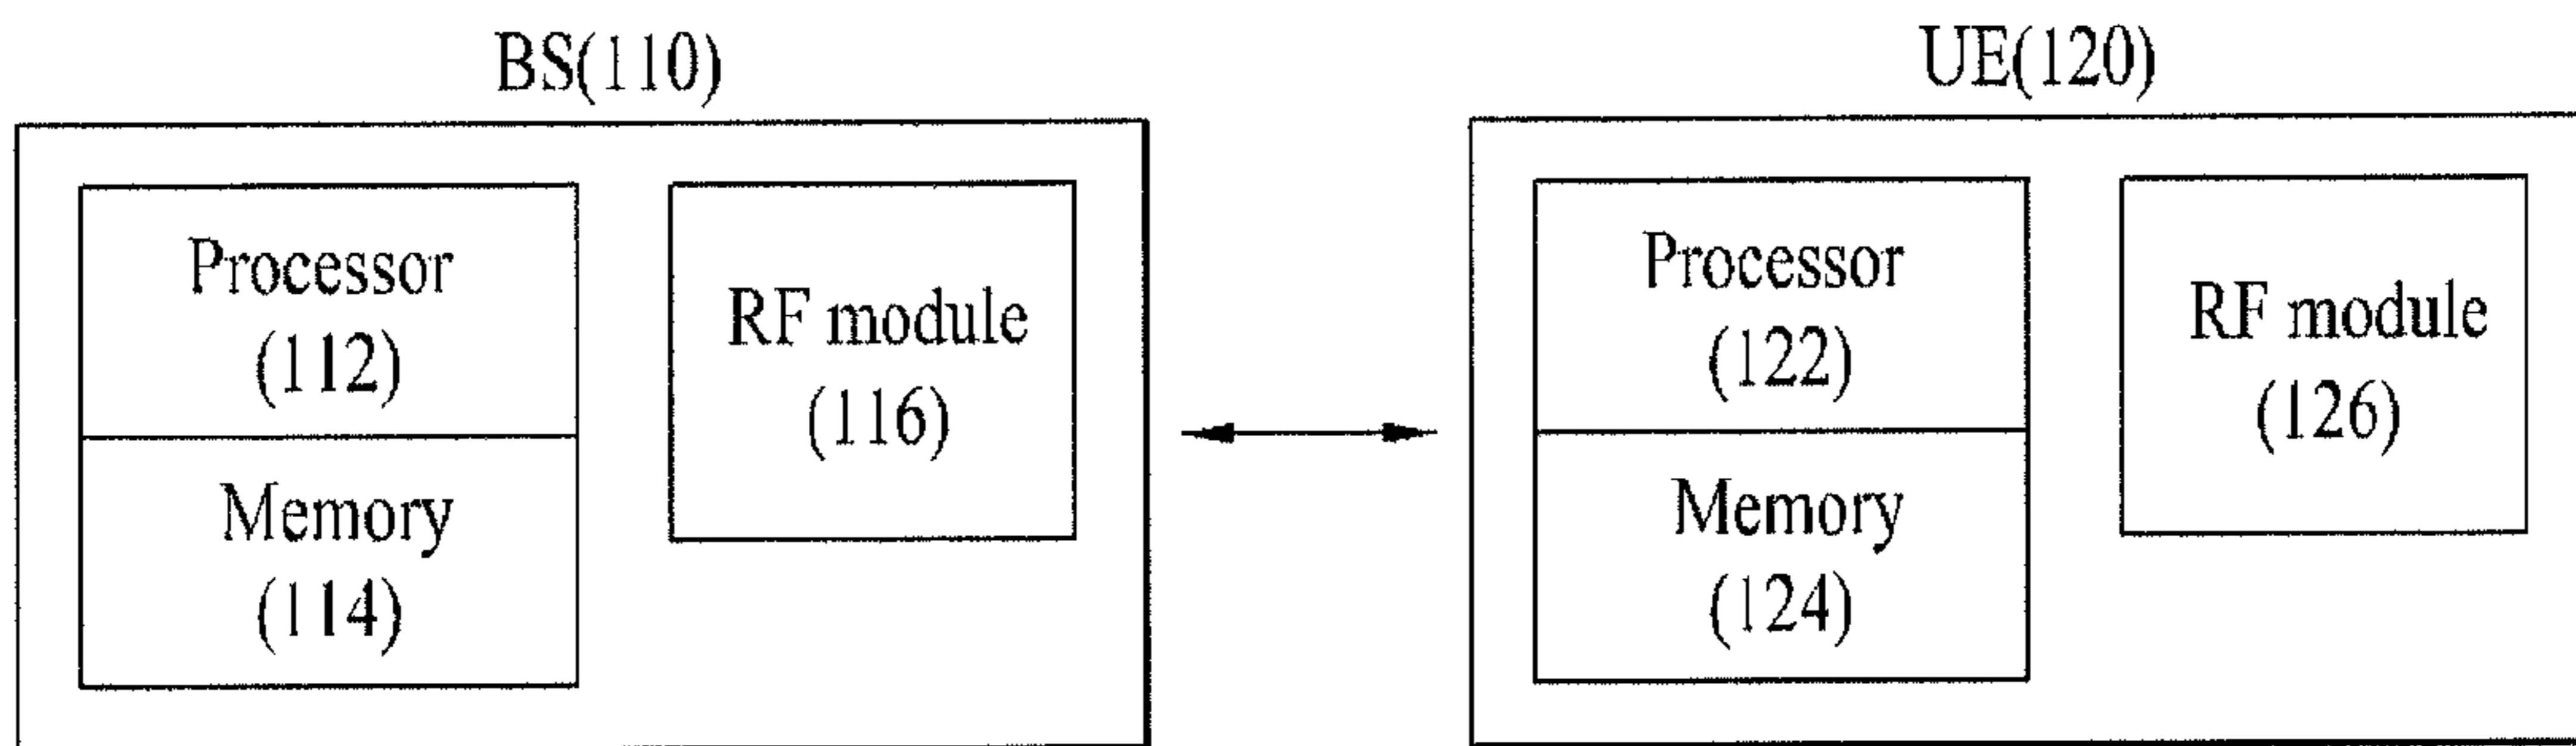 BS(110)
Processor
(112)
Memory
(114)
RF module
(116)
UE(120)
Processor
(122)
Memory
(124)
RF module
(126)